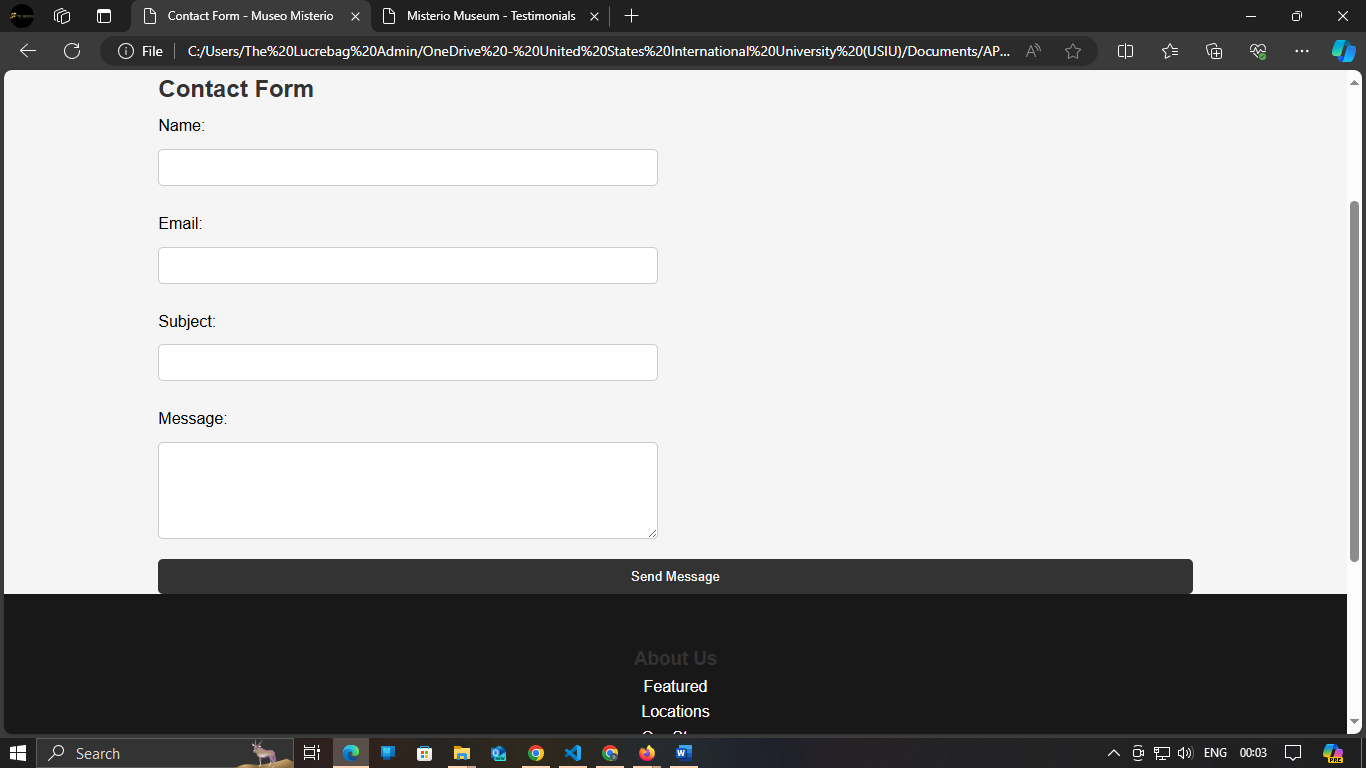 Contact Form - Museo Misterio
Misterio Museum - Testimonials
File
C:/Users/The%20Lucrebag%20Admin/OneDrive%20-%20United%20States%20International%20University%20(USIU)/Documents/AP...
Contact Form
Name:
Email:
Subject:
Message:
Send Message
About Us
Featured
Locations
Search
ENG
00:03
PRE